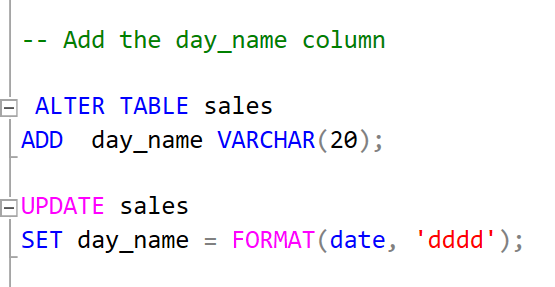 -- Add the day_name column
ALTER TABLE sales
ADD  day_name VARCHAR(20);
UPDATE sales
SET day_name = FORMAT(date, 'dddd');